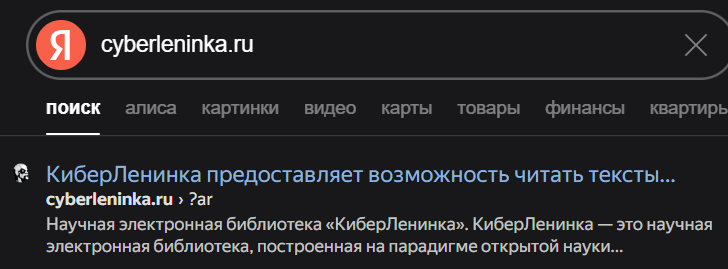 Я cyberleninka.ru
поиск алиса картинки видео карты товары финансы квартиры
КиберЛенинка предоставляет возможность читать тексты...
cyberleninka.ru › ?ar
Научная электронная библиотека «КиберЛенинка». КиберЛенинка — это научная
электронная библиотека, построенная на парадигме открытой науки...